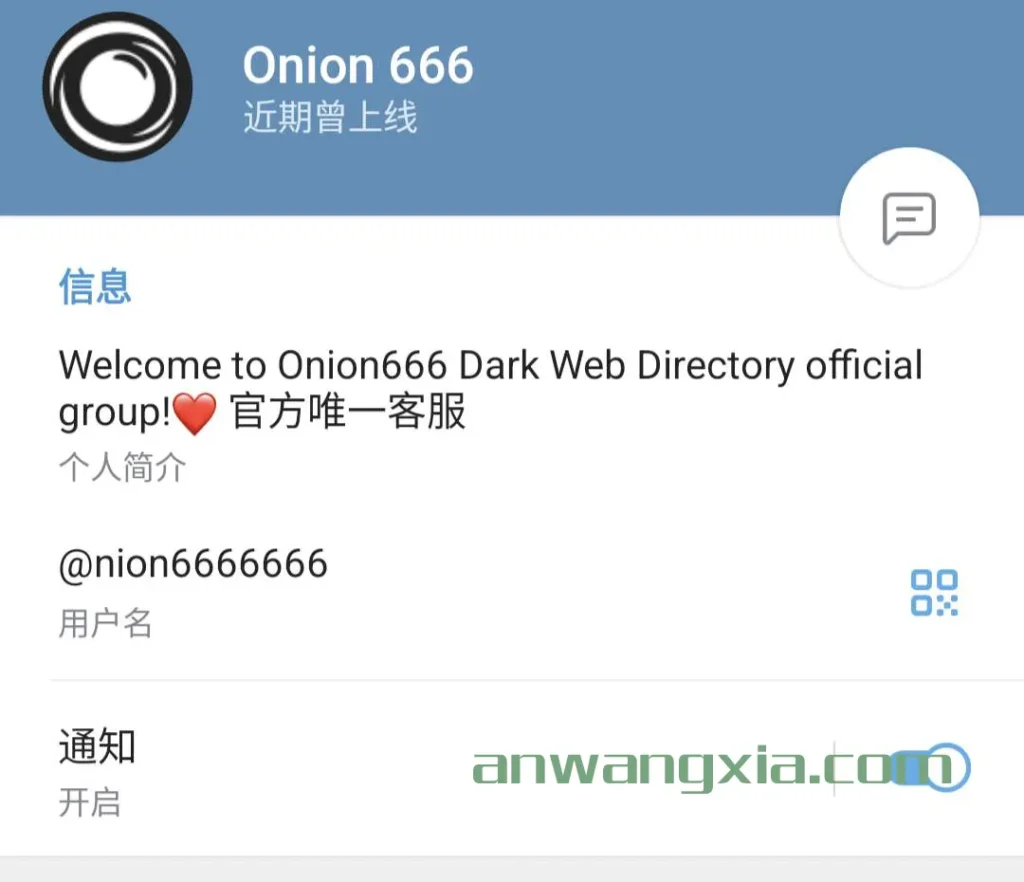 Onion 666
近期曾上线
信息
Welcome to Onion666 Dark Web Directory official
group!❤️ 官方唯一客服
个人简介
@nion6666666
用户名
通知
开启
anwangxia.com